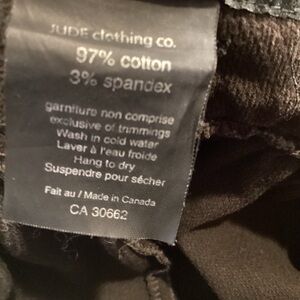 JUDE clothing co.
97% cotton
3% spandex
garniture non comprise
exclusive of trimmings
Wash in cold water
Laver à l'eau froide
Hang to dry
Suspendre pour sécher
Fait au / Made in Canada
CA 30662